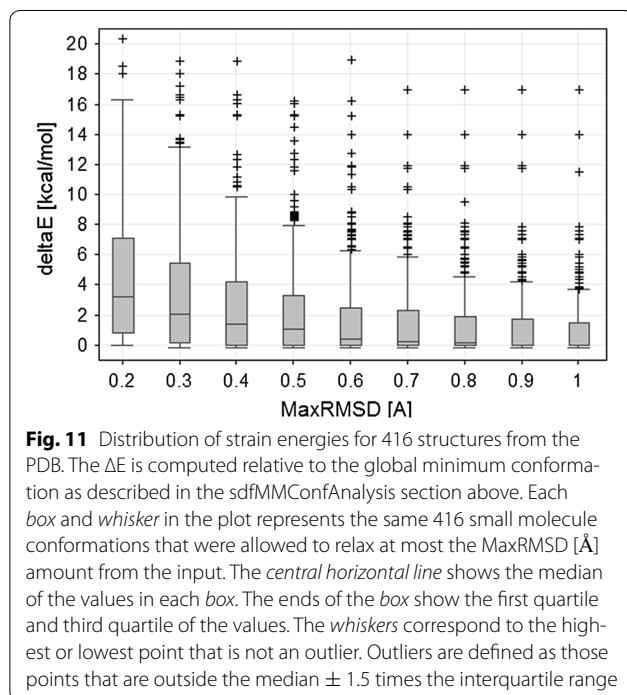 20
18
16
14
12
10
8
6
4
2
0
deltaE [kcal/mol]
0.2 0.3 0.4 0.5 0.6 0.7 0.8 0.9 1
MaxRMSD [A]
Fig. 11 Distribution of strain energies for 416 structures from the
PDB. The ΔE is computed relative to the global minimum conforma-
tion as described in the sdfMMConfAnalysis section above. Each
box and whisker in the plot represents the same 416 small molecule
conformations that were allowed to relax at most the MaxRMSD [Å]
amount from the input. The central horizontal line shows the median
of the values in each box. The ends of the box show the first quartile
and third quartile of the values. The whiskers correspond to the high-
est or lowest point that is not an outlier. Outliers are defined as those
points that are outside the median ± 1.5 times the interquartile range